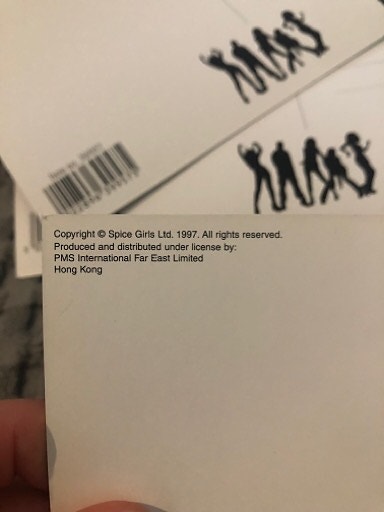 Copyright © Spice Girls Ltd. 1997. All rights reserved.
Produced and distributed under license by:
PMS International Far East Limited
Hong Kong